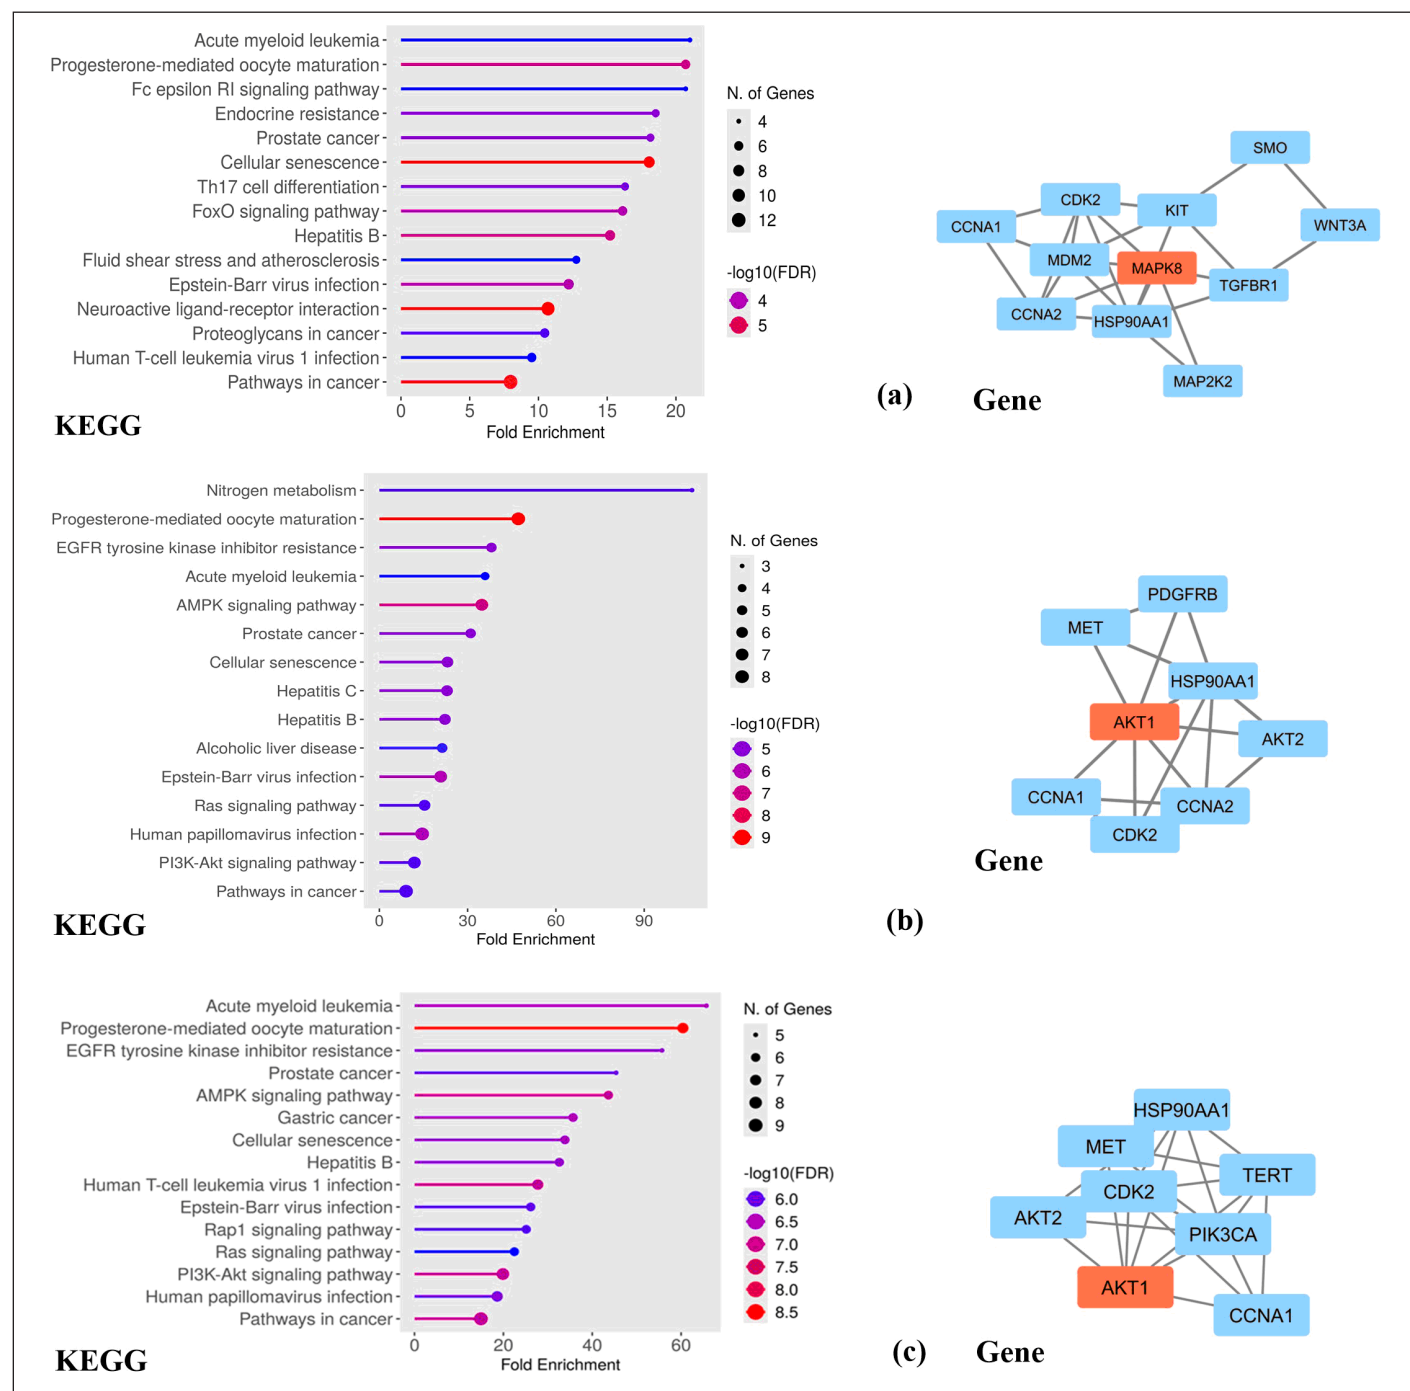 Acute myeloid leukemia
Progesterone-mediated oocyte maturation
Fc epsilon RI signaling pathway
Endocrine resistance
Prostate cancer
Cellular senescence
Th17 cell differentiation
FoxO signaling pathway
Hepatitis B
Fluid shear stress and atherosclerosis
Epstein-Barr virus infection
Neuroactive ligand-receptor interaction
Proteoglycans in cancer
Human T-cell leukemia virus 1 infection
Pathways in cancer
0 5 10 15 20
Fold Enrichment
KEGG
N. of Genes
4
6
8
10
12
-log10(FDR)
4
5
SMO
CDK2
KIT
CCNA1
WNT3A
MDM2
MAPK8
TGFBR1
CCNA2
HSP90AA1
MAP2K2
(a)
Gene
Nitrogen metabolism
Progesterone-mediated oocyte maturation
EGFR tyrosine kinase inhibitor resistance
Acute myeloid leukemia
AMPK signaling pathway
Prostate cancer
Cellular senescence
Hepatitis C
Hepatitis B
Alcoholic liver disease
Epstein-Barr virus infection
Ras signaling pathway
Human papillomavirus infection
PI3K-Akt signaling pathway
Pathways in cancer
0 30 60 90
Fold Enrichment
KEGG
N. of Genes
3
4
5
6
7
8
-log10(FDR)
5
6
7
8
9
PDGFRB
MET
HSP90AA1
AKT1
AKT2
CCNA1
CCNA2
CDK2
Gene
(b)
Acute myeloid leukemia
Progesterone-mediated oocyte maturation
EGFR tyrosine kinase inhibitor resistance
Prostate cancer
AMPK signaling pathway
Gastric cancer
Cellular senescence
Hepatitis B
Human T-cell leukemia virus 1 infection
Epstein-Barr virus infection
Rap1 signaling pathway
Ras signaling pathway
PI3K-Akt signaling pathway
Human papillomavirus infection
Pathways in cancer
0 20 40 60
Fold Enrichment
KEGG
N. of Genes
5
6
7
8
9
-log10(FDR)
6.0
6.5
7.0
7.5
8.0
8.5
HSP90AA1
MET
TERT
CDK2
AKT2
PIK3CA
AKT1
CCNA1
(c)
Gene